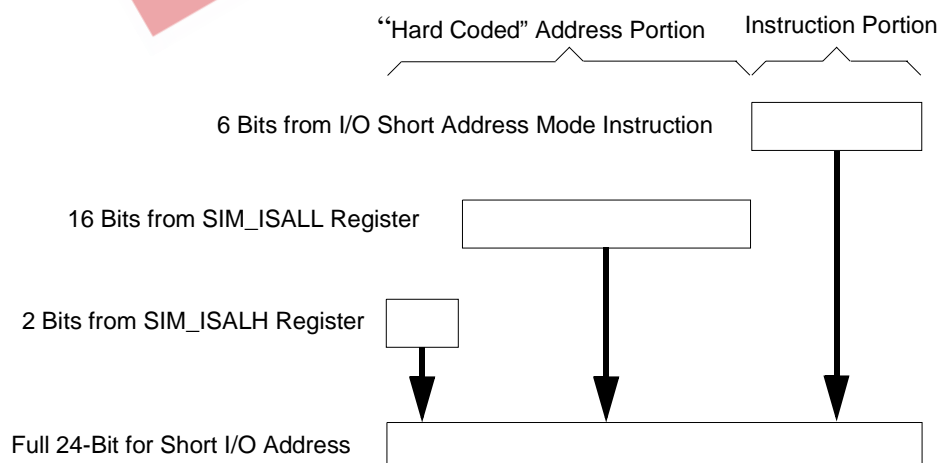 “Hard Coded” Address Portion
Instruction Portion
6 Bits from I/O Short Address Mode Instruction
16 Bits from SIM_ISALL Register
2 Bits from SIM_ISALH Register
Full 24-Bit for Short I/O Address